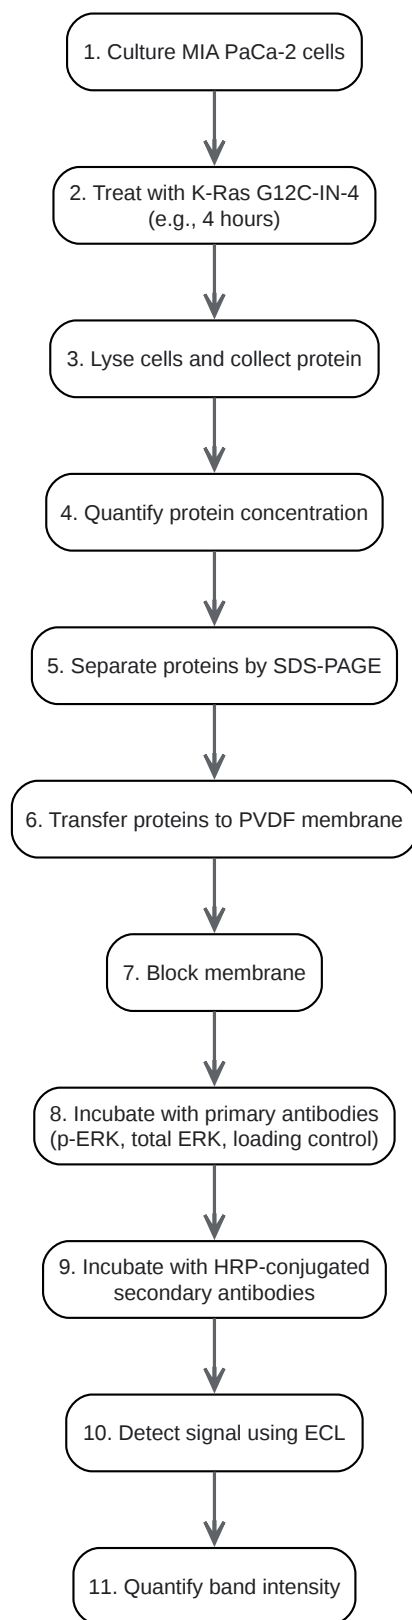 1. Culture MIA PaCa-2 cells
2. Treat with K-Ras G12C-IN-4
(e.g., 4 hours)
3. Lyse cells and collect protein
4. Quantify protein concentration
5. Separate proteins by SDS-PAGE
6. Transfer proteins to PVDF membrane
7. Block membrane
8. Incubate with primary antibodies
(p-ERK, total ERK, loading control)
9. Incubate with HRP-conjugated
secondary antibodies
10. Detect signal using ECL
11. Quantify band intensity